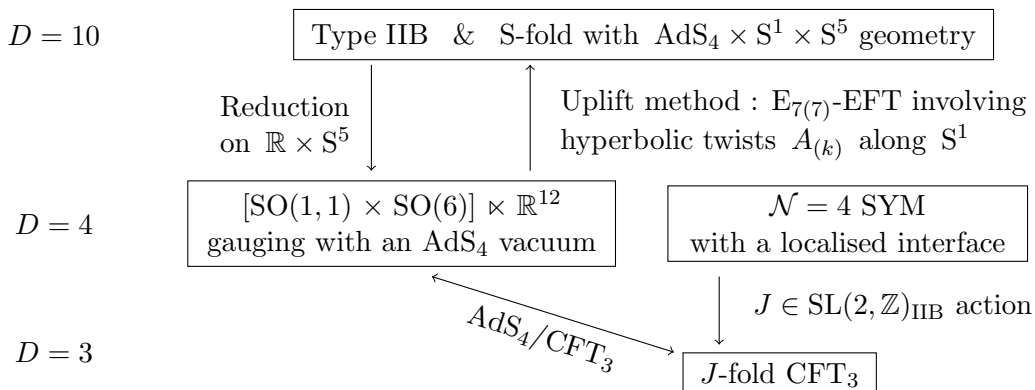 D = 10
Type IIB & S-fold with AdS₄ × S¹ × S⁵ geometry
Reduction
on ℝ × S⁵
Uplift method : E₇₍₇₎-EFT involving
hyperbolic twists A₍ₖ₎ along S¹
D = 4
[SO(1, 1) × SO(6)] ⋉ ℝ¹²
gauging with an AdS₄ vacuum
𝒩 = 4 SYM
with a localised interface
AdS₄/CFT₃
J ∈ SL(2, ℤ)_IIB action
D = 3
J-fold CFT₃